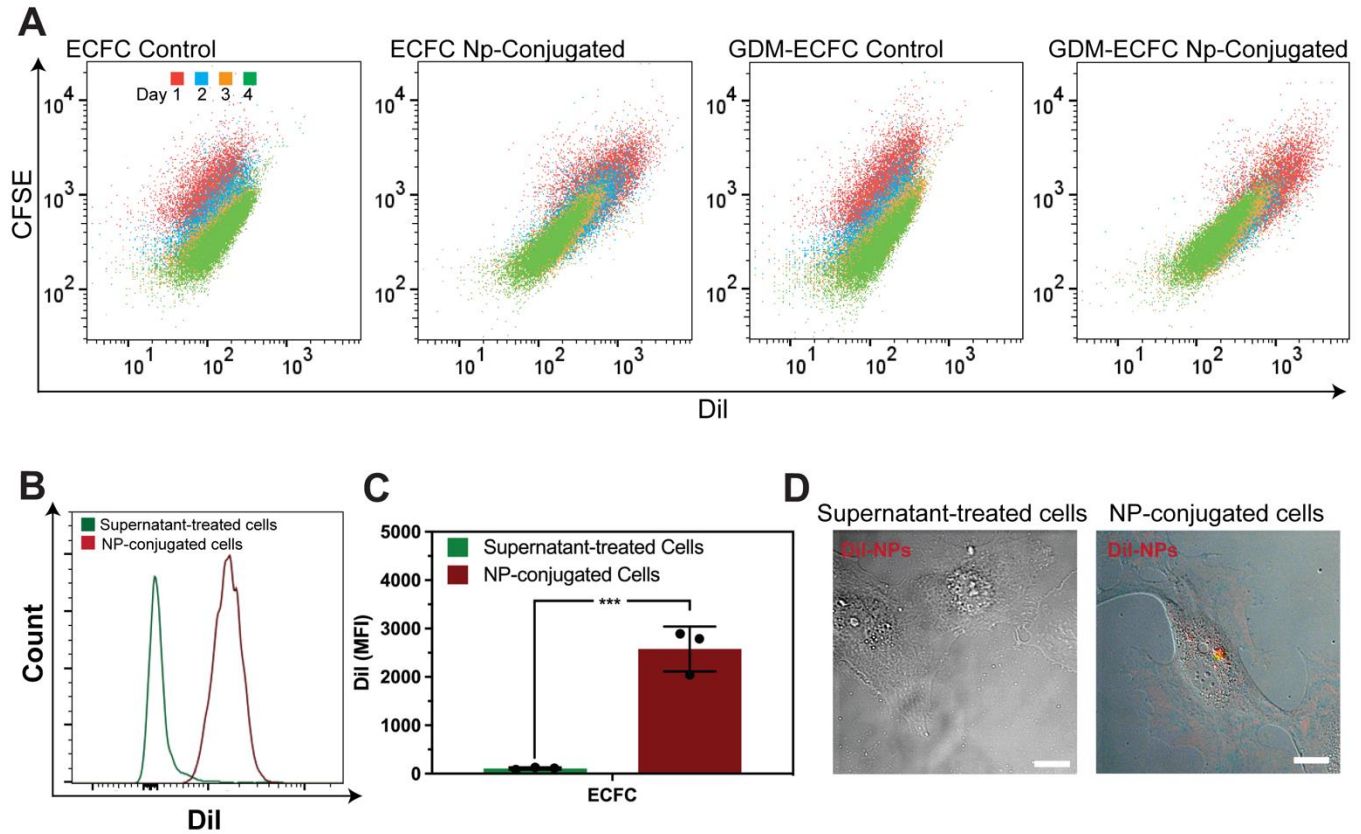 A
ECFC Control
ECFC Np-Conjugated
GDM-ECFC Control
GDM-ECFC Np-Conjugated
Day 1 2 3 4
CFSE
10^4
10^3
10^2
10^1 10^2 10^3
10^4
10^3
10^2
10^1 10^2 10^3
10^4
10^3
10^2
10^1 10^2 10^3
10^4
10^3
10^2
10^1 10^2 10^3
DiI
B
Supernatant-treated cells
NP-conjugated cells
Count
DiI
C
5000
4000
3000
2000
1000
0
DiI (MFI)
Supernatant-treated Cells
NP-conjugated Cells
***
ECFC
D
Supernatant-treated cells
NP-conjugated cells
DiI-NPs
DiI-NPs